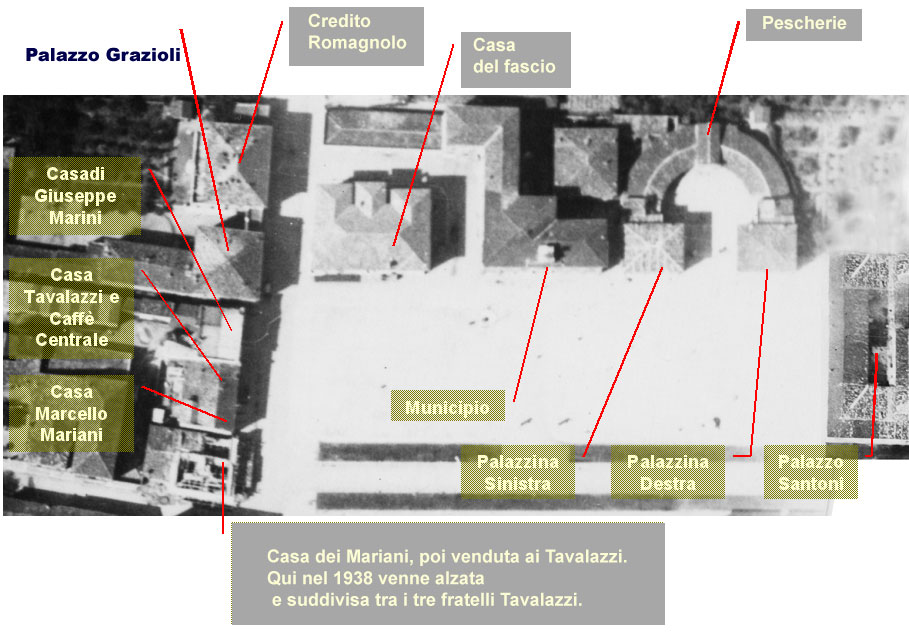 Credito
Romagnolo
Pescherie
Palazzo Grazioli
Casa
del fascio
Casadi
Giuseppe
Marini
Casa
Tavalazzi e
Caffè
Centrale
Casa
Marcello
Mariani
Municipio
Palazzina
Sinistra
Palazzina
Destra
Palazzo
Santoni
Casa dei Mariani, poi venduta ai Tavalazzi.
Qui nel 1938 venne alzata
e suddivisa tra i tre fratelli Tavalazzi.